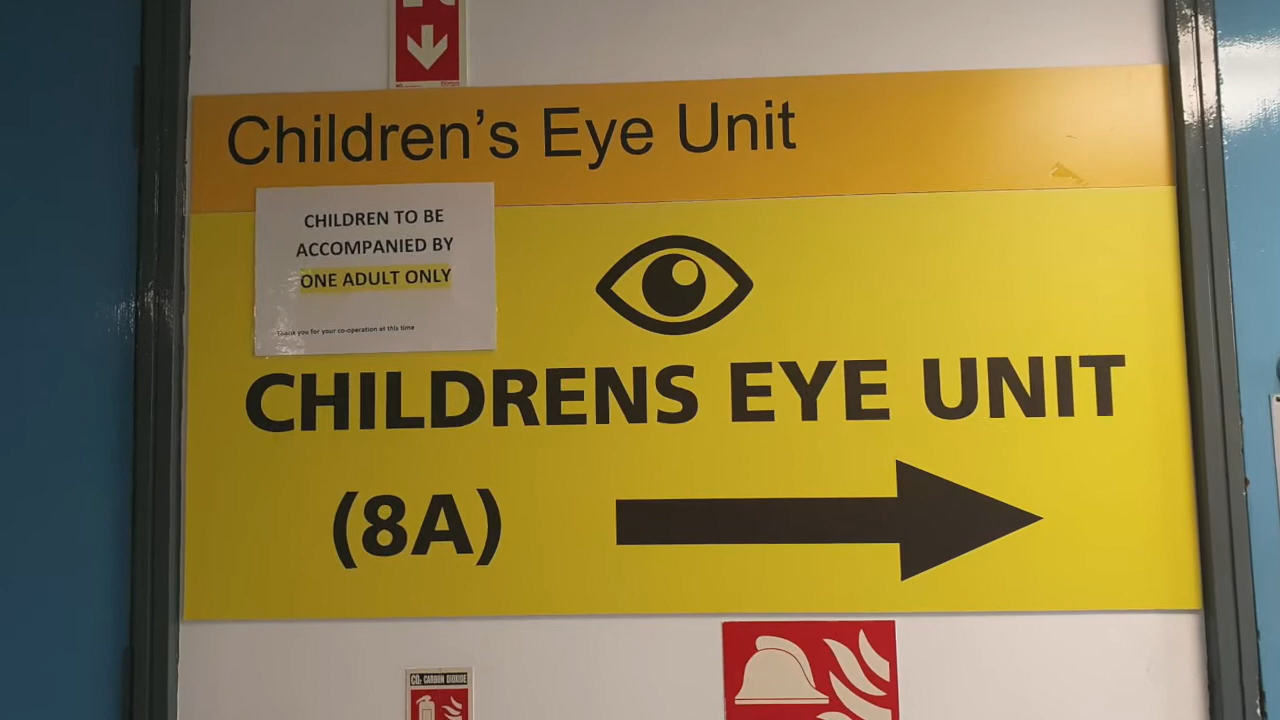 Children's Eye Unit
CHILDREN TO BE
ACCOMPANIED BY
ONE ADULT ONLY
Thank you for your co-operation at this time
CHILDRENS EYE UNIT
(8A)
CO₂ CARBON DIOXIDE